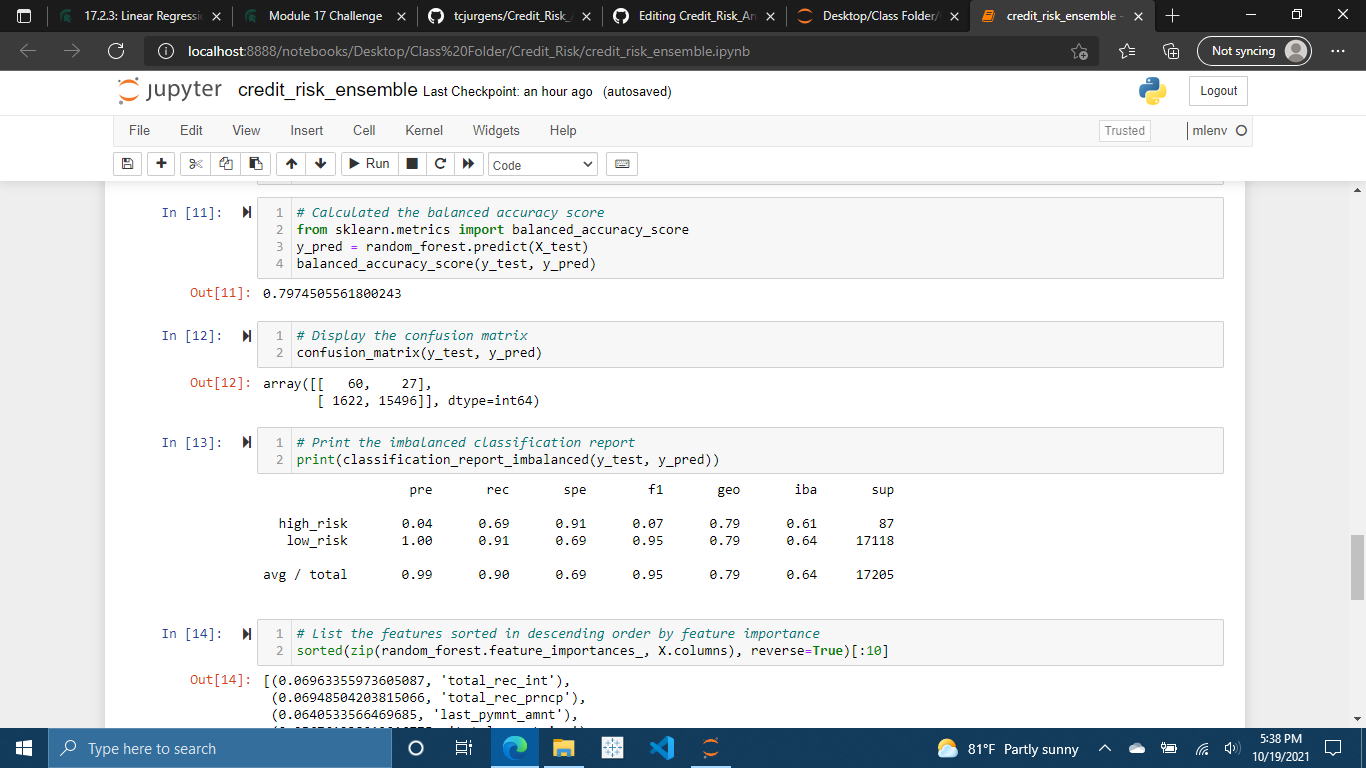 17.2.3: Linear Regressi
Module 17 Challenge
tcjurgens/Credit_Risk_
Editing Credit_Risk_An
Desktop/Class Folder/
credit_risk_ensemble -
localhost:8888/notebooks/Desktop/Class%20Folder/Credit_Risk/credit_risk_ensemble.ipynb
Not syncing
jupyter credit_risk_ensemble Last Checkpoint: an hour ago (autosaved)
Logout
File Edit View Insert Cell Kernel Widgets Help
Trusted
mlenv
Run
Code
In [11]:
1 # Calculated the balanced accuracy score
2 from sklearn.metrics import balanced_accuracy_score
3 y_pred = random_forest.predict(X_test)
4 balanced_accuracy_score(y_test, y_pred)
Out[11]: 0.7974505561800243
In [12]:
1 # Display the confusion matrix
2 confusion_matrix(y_test, y_pred)
Out[12]: array([[   60,    27],
       [ 1622, 15496]], dtype=int64)
In [13]:
1 # Print the imbalanced classification report
2 print(classification_report_imbalanced(y_test, y_pred))
pre rec spe f1 geo iba sup
high_risk 0.04 0.69 0.91 0.07 0.79 0.61 87
low_risk 1.00 0.91 0.69 0.95 0.79 0.64 17118
avg / total 0.99 0.90 0.69 0.95 0.79 0.64 17205
In [14]:
1 # List the features sorted in descending order by feature importance
2 sorted(zip(random_forest.feature_importances_, X.columns), reverse=True)[:10]
Out[14]: [(0.06963355973605087, 'total_rec_int'),
(0.06948504203815066, 'total_rec_prncp'),
(0.0640533566469685, 'last_pymnt_amnt'),
Type here to search
81°F Partly sunny
5:38 PM
10/19/2021